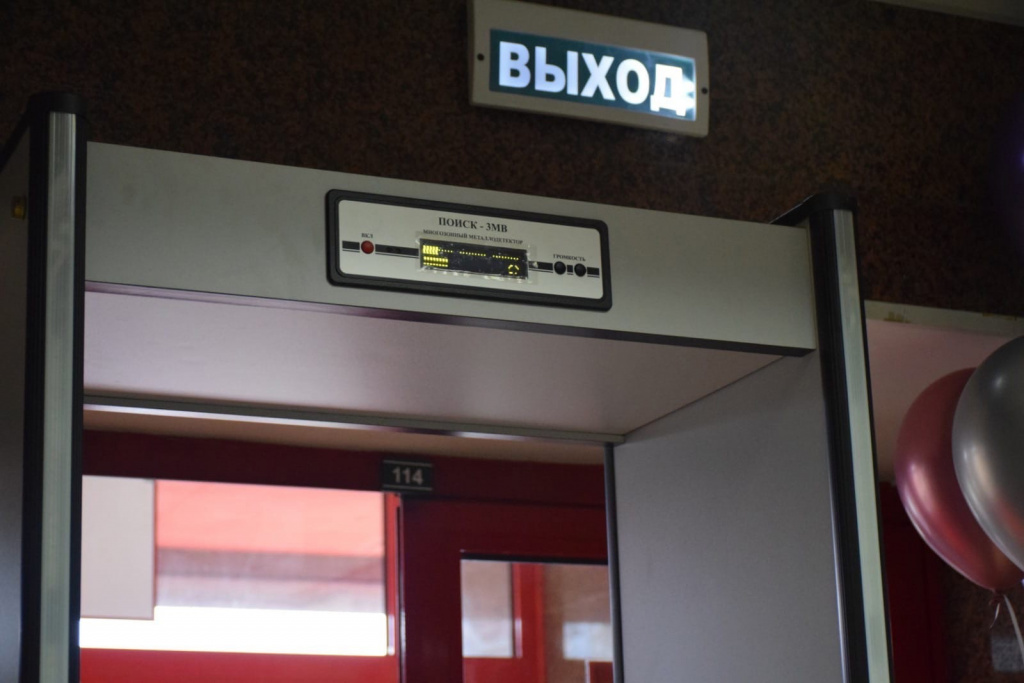 ВЫХОД
ПОИСК - 3МВ
МНОГОЗОННЫЙ МЕТАЛЛОДЕТЕКТОР
ВКЛ
ГРОМКОСТЬ
114